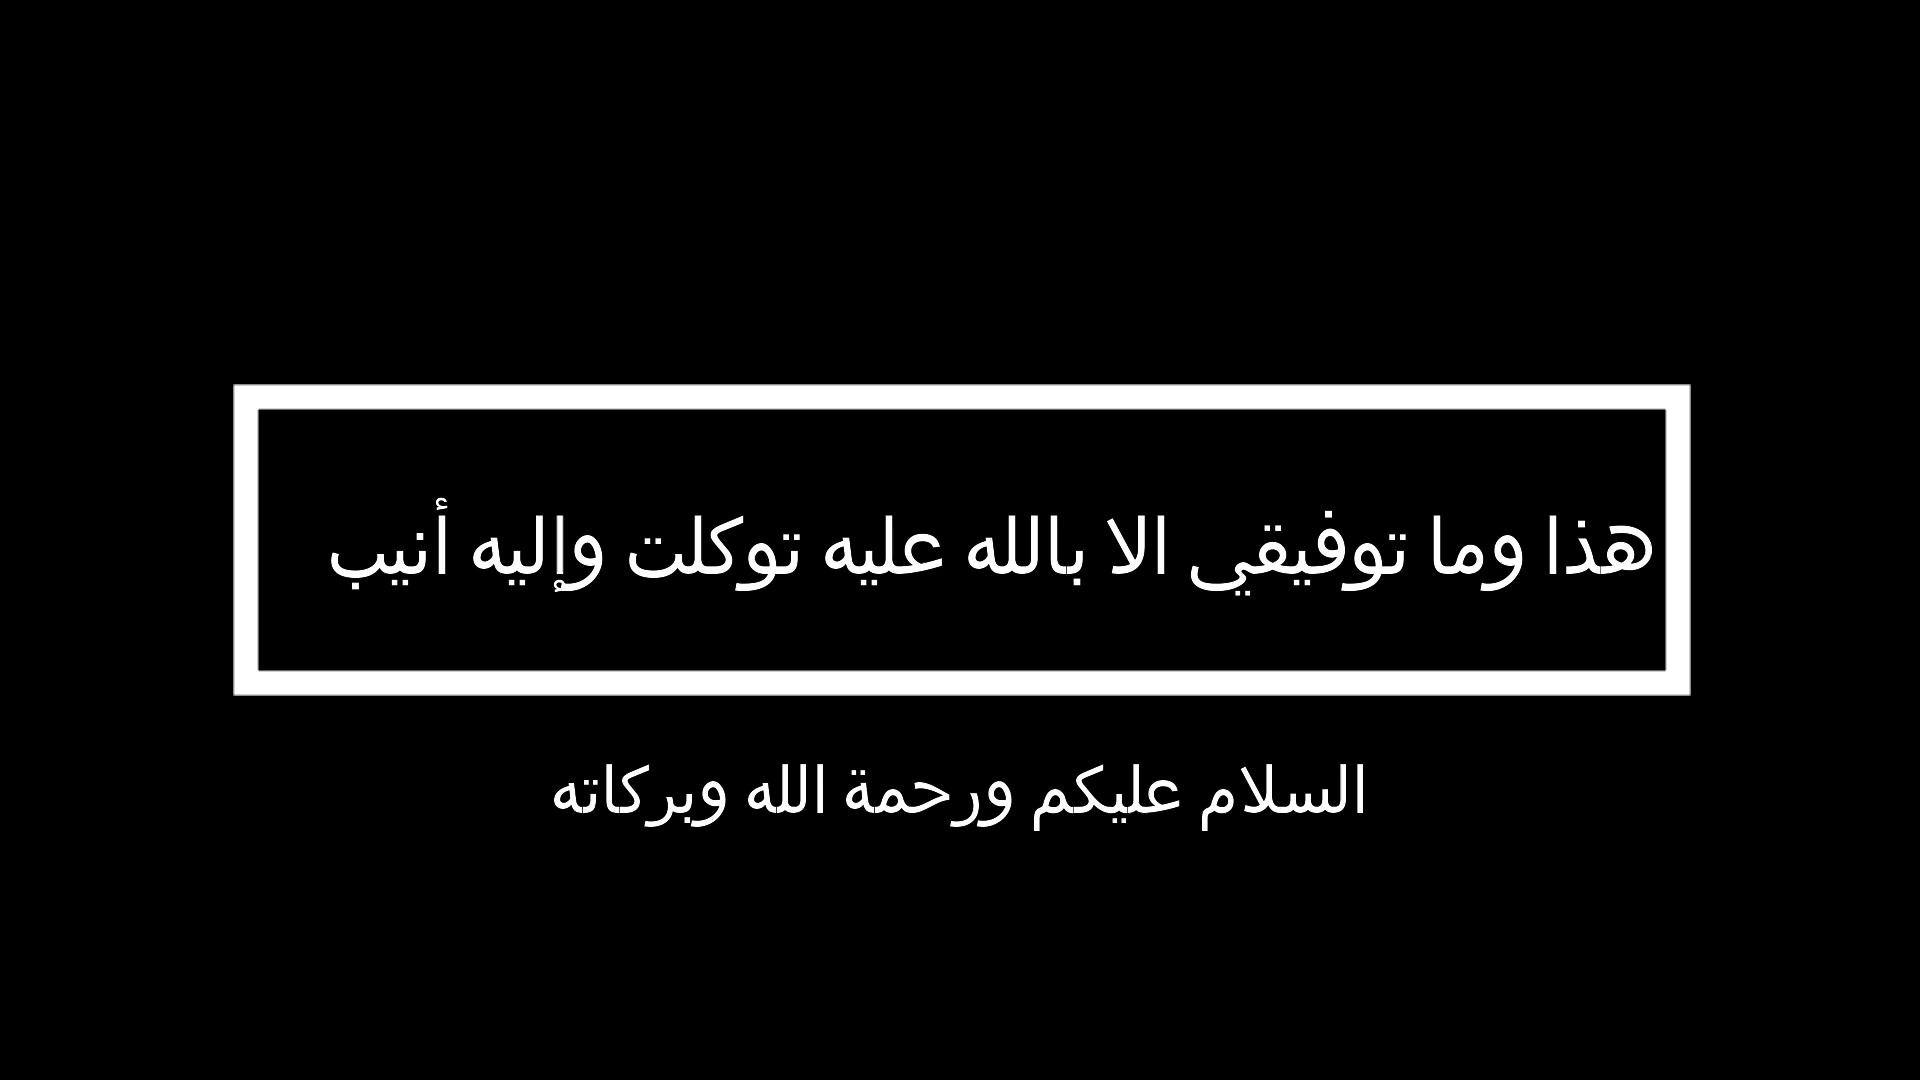 هذا وما توفيقي الا بالله عليه توكلت وإليه أنيب
السلام عليكم ورحمة الله وبركاته